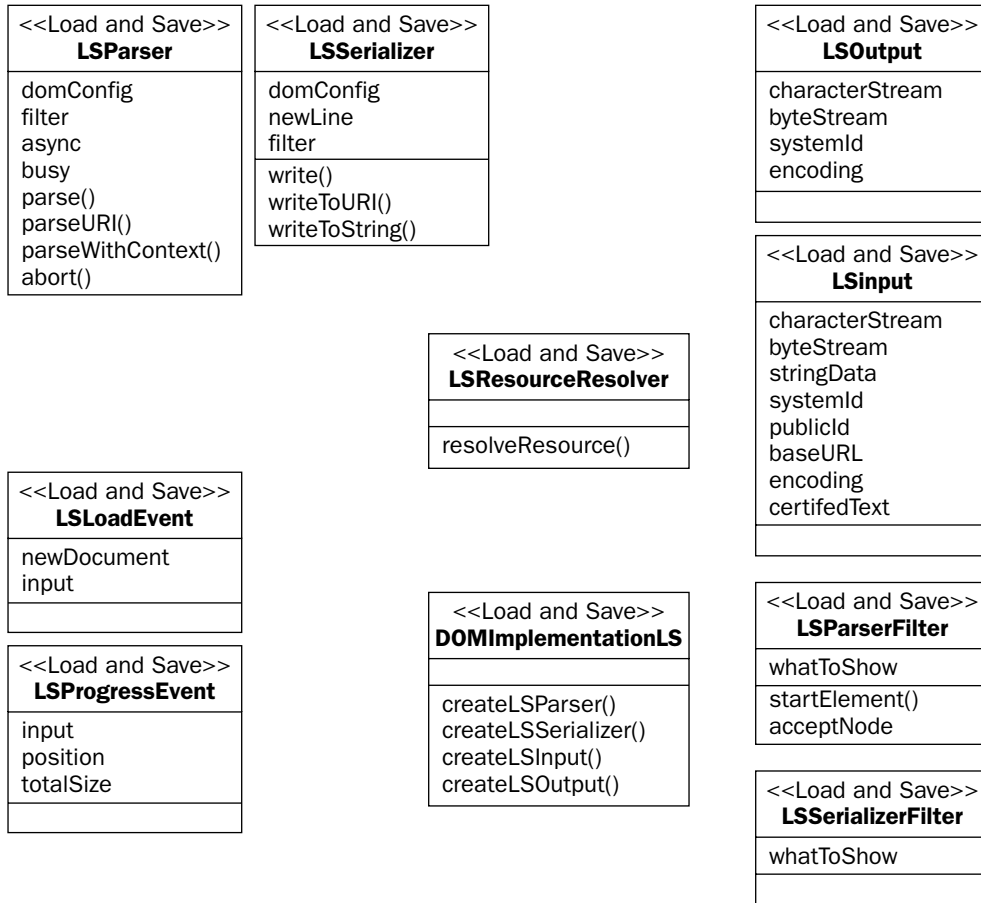 <<Load and Save>>
LSParser
domConfig
filter
async
busy
parse()
parseURI()
parseWithContext()
abort()
<<Load and Save>>
LSSerializer
domConfig
newLine
filter
write()
writeToURI()
writeToString()
<<Load and Save>>
LSOutput
characterStream
byteStream
systemId
encoding
<<Load and Save>>
LSinput
characterStream
byteStream
stringData
systemId
publicId
baseURL
encoding
certifedText
<<Load and Save>>
LSResourceResolver
resolveResource()
<<Load and Save>>
LSLoadEvent
newDocument
input
<<Load and Save>>
LSProgressEvent
input
position
totalSize
<<Load and Save>>
DOMImplementationLS
createLSParser()
createLSSerializer()
createLSInput()
createLSOutput()
<<Load and Save>>
LSParserFilter
whatToShow
startElement()
acceptNode
<<Load and Save>>
LSSerializerFilter
whatToShow